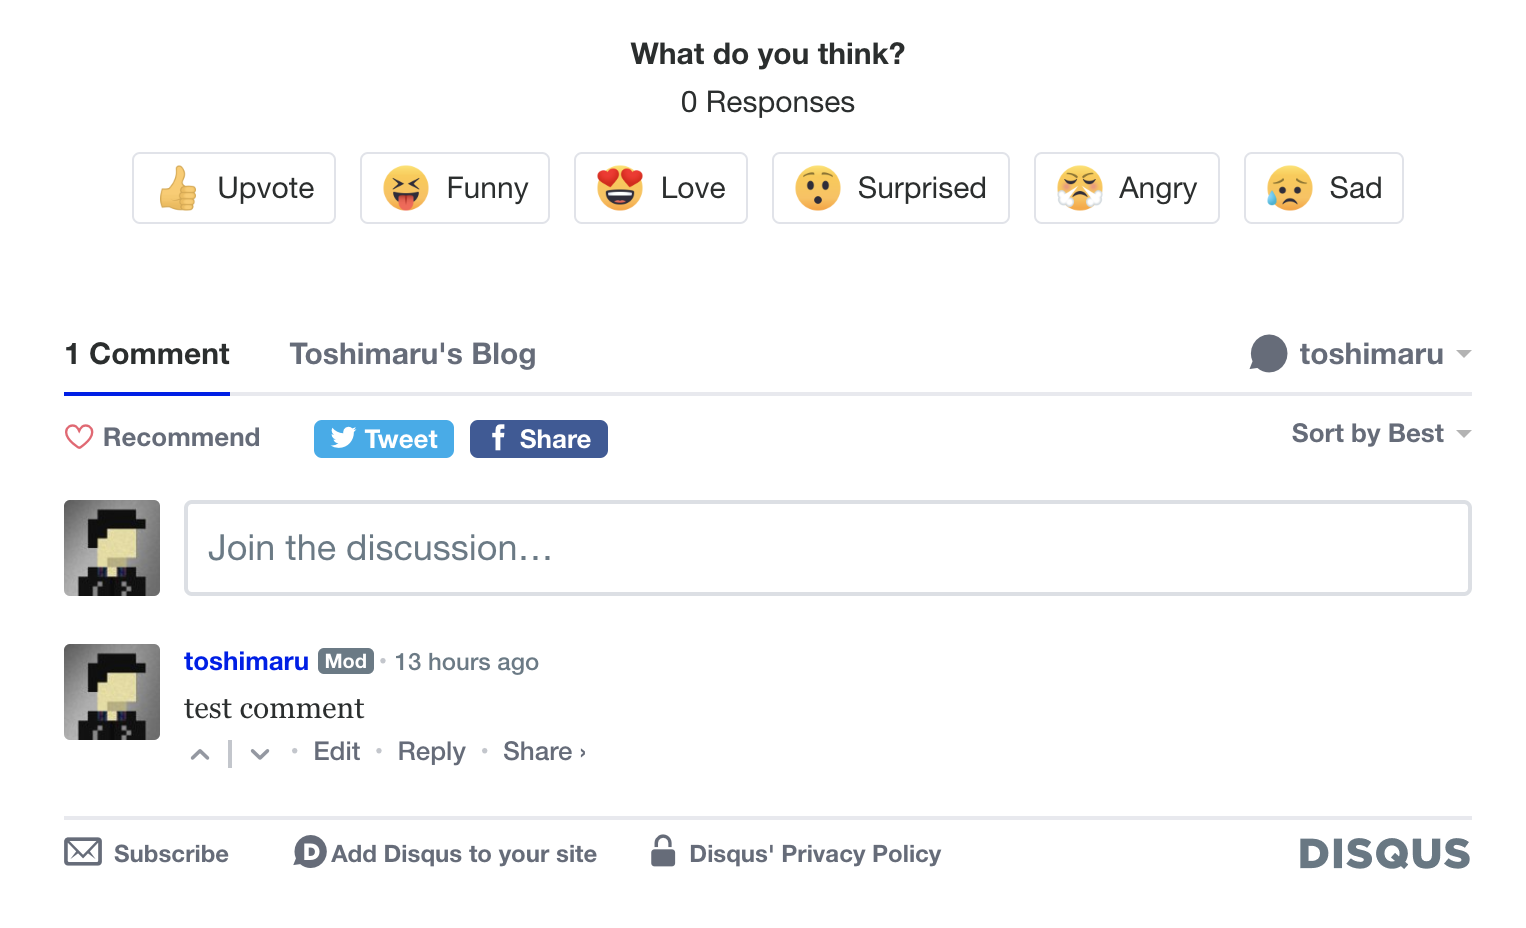 What do you think?
0 Responses
Upvote Funny Love Surprised Angry Sad
1 Comment Toshimaru's Blog toshimaru
Recommend Tweet Share Sort by Best
Join the discussion…
toshimaru Mod • 13 hours ago
test comment
• Edit • Reply • Share ›
Subscribe D Add Disqus to your site Disqus' Privacy Policy DISQUS